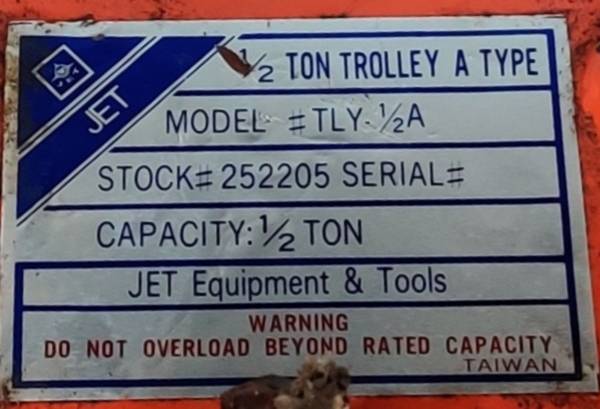 JET
JET
½ TON TROLLEY A TYPE
MODEL # TLY-½A
STOCK# 252205 SERIAL#
CAPACITY: ½ TON
JET Equipment & Tools
WARNING
DO NOT OVERLOAD BEYOND RATED CAPACITY
TAIWAN